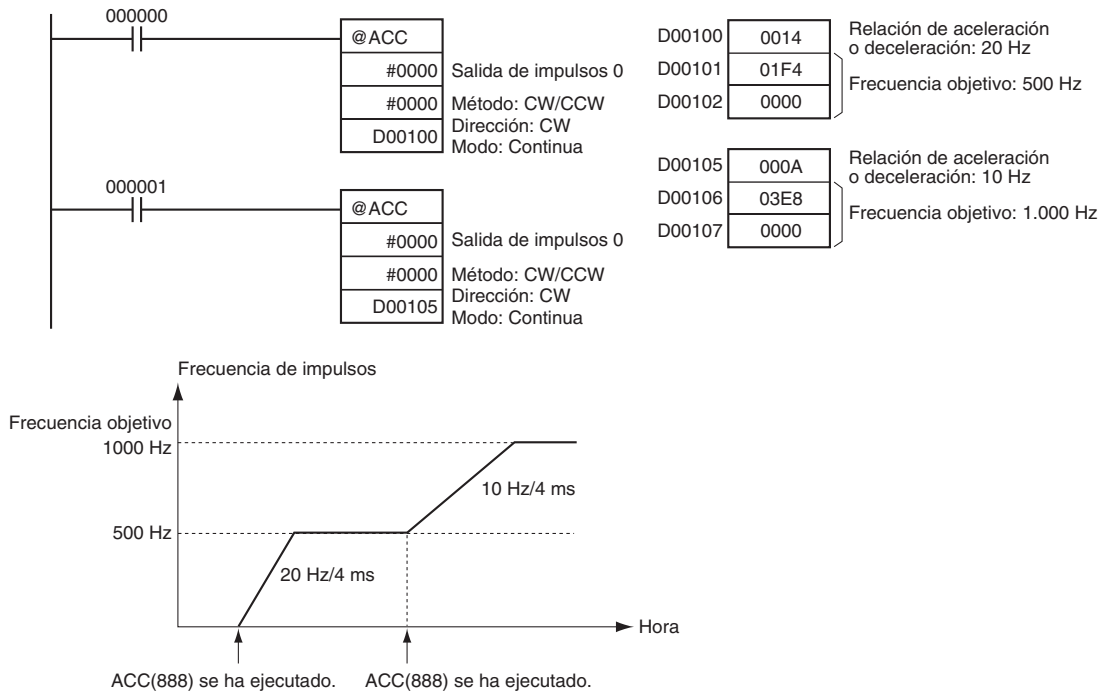 000000
@ACC
#0000 Salida de impulsos 0
#0000 Método: CW/CCW
Dirección: CW
D00100
Modo: Continua
000001
@ACC
#0000 Salida de impulsos 0
#0000 Método: CW/CCW
Dirección: CW
D00105
Modo: Continua
D00100 0014 Relación de aceleración
o deceleración: 20 Hz
D00101 01F4
Frecuencia objetivo: 500 Hz
D00102 0000
D00105 000A Relación de aceleración
o deceleración: 10 Hz
D00106 03E8
Frecuencia objetivo: 1.000 Hz
D00107 0000
Frecuencia de impulsos
Frecuencia objetivo
1000 Hz
10 Hz/4 ms
500 Hz
20 Hz/4 ms
Hora
ACC(888) se ha ejecutado. ACC(888) se ha ejecutado.